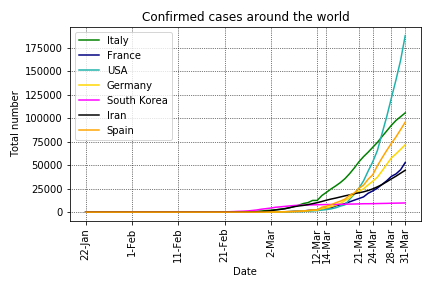 Confirmed cases around the world
Total number
175000
150000
125000
100000
75000
50000
25000
0
Italy
France
USA
Germany
South Korea
Iran
Spain
22-Jan
1-Feb
11-Feb
21-Feb
2-Mar
12-Mar
14-Mar
21-Mar
24-Mar
28-Mar
31-Mar
Date